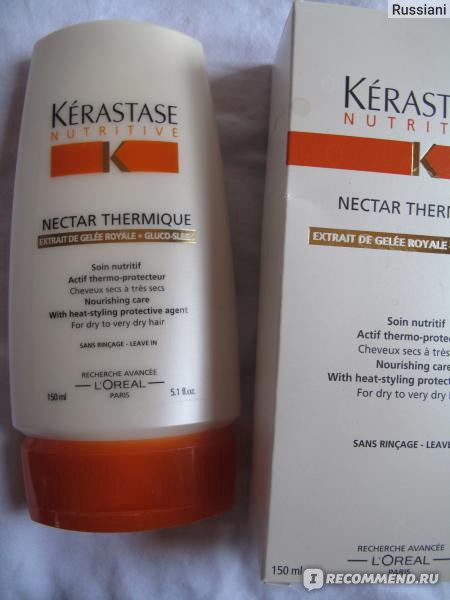 Russiani
KÉRASTASE
NUTRITIVE
K
NECTAR THERMIQUE
EXTRAIT DE GELÉE ROYALE + GLUCO-SLEEK
Soin nutritif
Actif thermo-protecteur
Cheveux secs à très secs
Nourishing care
With heat-styling protective agent
For dry to very dry hair
SANS RINÇAGE - LEAVE IN
RECHERCHE AVANCÉE
L'ORÉAL
PARIS
150 ml 5.1 fl.oz.
KÉRAST
NUTRITIV
K
NECTAR THERM
EXTRAIT DE GELÉE ROYALE
Soin nutritif
Actif thermo-protec
Cheveux secs à très
Nourishing care
With heat-styling protect
For dry to very dry
SANS RINÇAGE - LEAVE
RECHERCHE AVANCÉE
L'ORÉAL
PARIS
150 ml
IRECOMMEND.RU